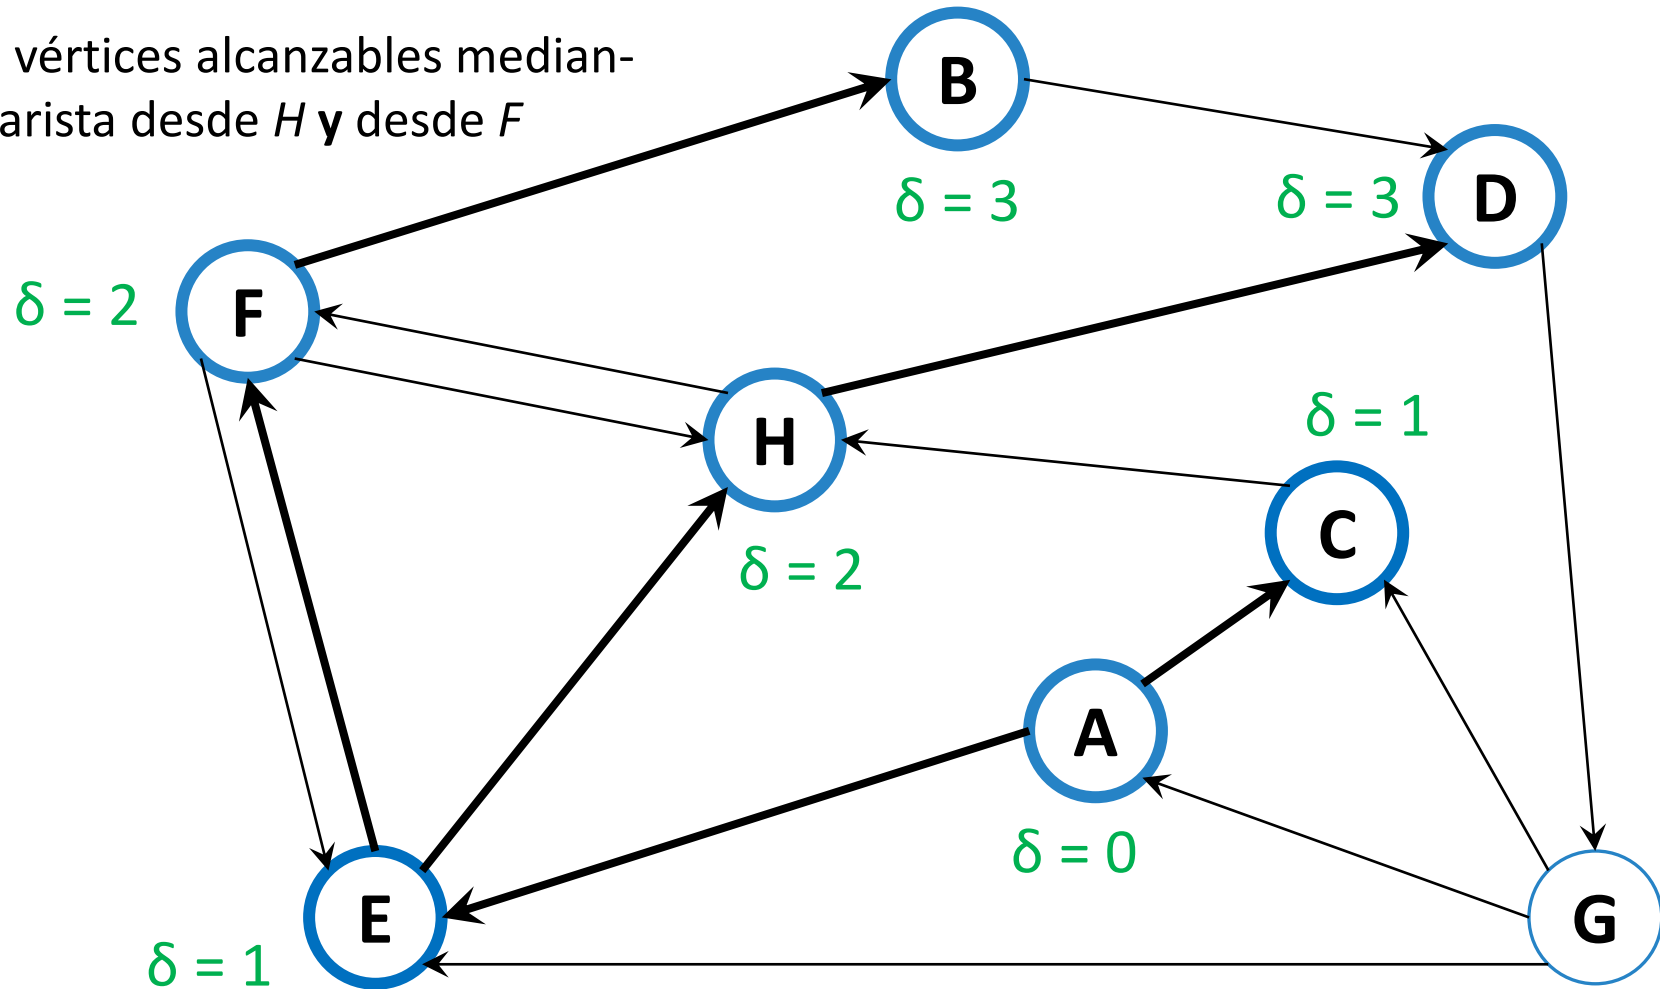 vértices alcanzables median-
arista desde H y desde F
B
D
δ = 3
δ = 3
F
δ = 2
H
δ = 1
C
δ = 2
A
δ = 0
E
G
δ = 1